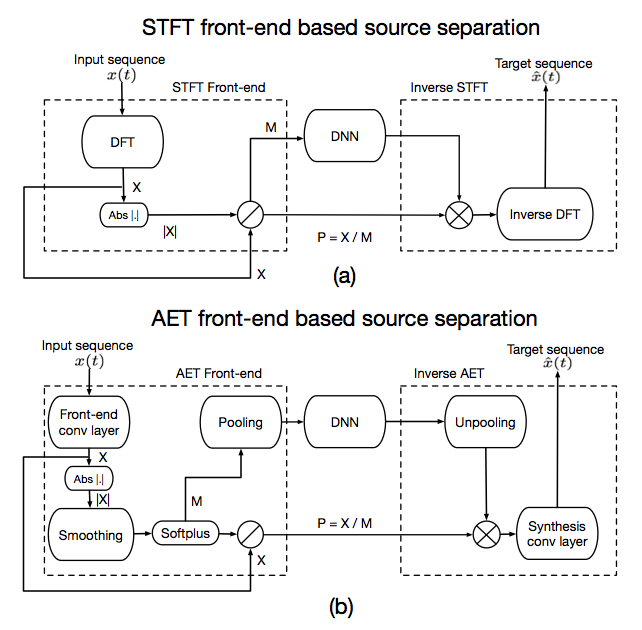 STFT front-end based source separation
Input sequence
x(t)
Target sequence
x̂(t)
STFT Front-end
Inverse STFT
M
DFT
DNN
X
Abs |.|
|X|
Inverse DFT
P = X / M
X
(a)
AET front-end based source separation
Input sequence
x(t)
Target sequence
x̂(t)
AET Front-end
Inverse AET
Front-end
conv layer
Pooling
DNN
Unpooling
X
Abs |.|
|X|
M
Smoothing
Softplus
P = X / M
Synthesis
conv layer
X
(b)